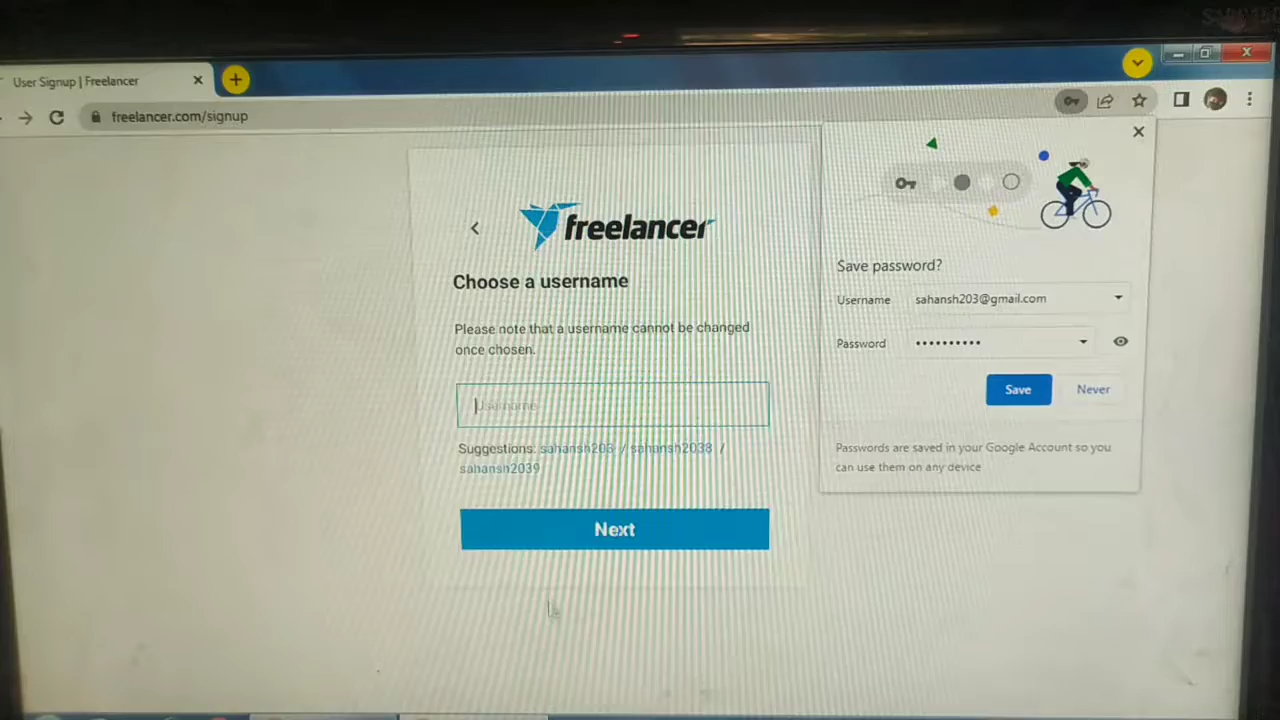 User Signup | Freelancer
freelancer.com/signup
freelancer
Choose a username
Please note that a username cannot be changed
once chosen.
Username
Suggestions: sahansh203 / sahansh2038 /
sahansh2039
Next
Save password?
Username sahansh203@gmail.com
Password ••••••••••
Save Never
Passwords are saved in your Google Account so you
can use them on any device